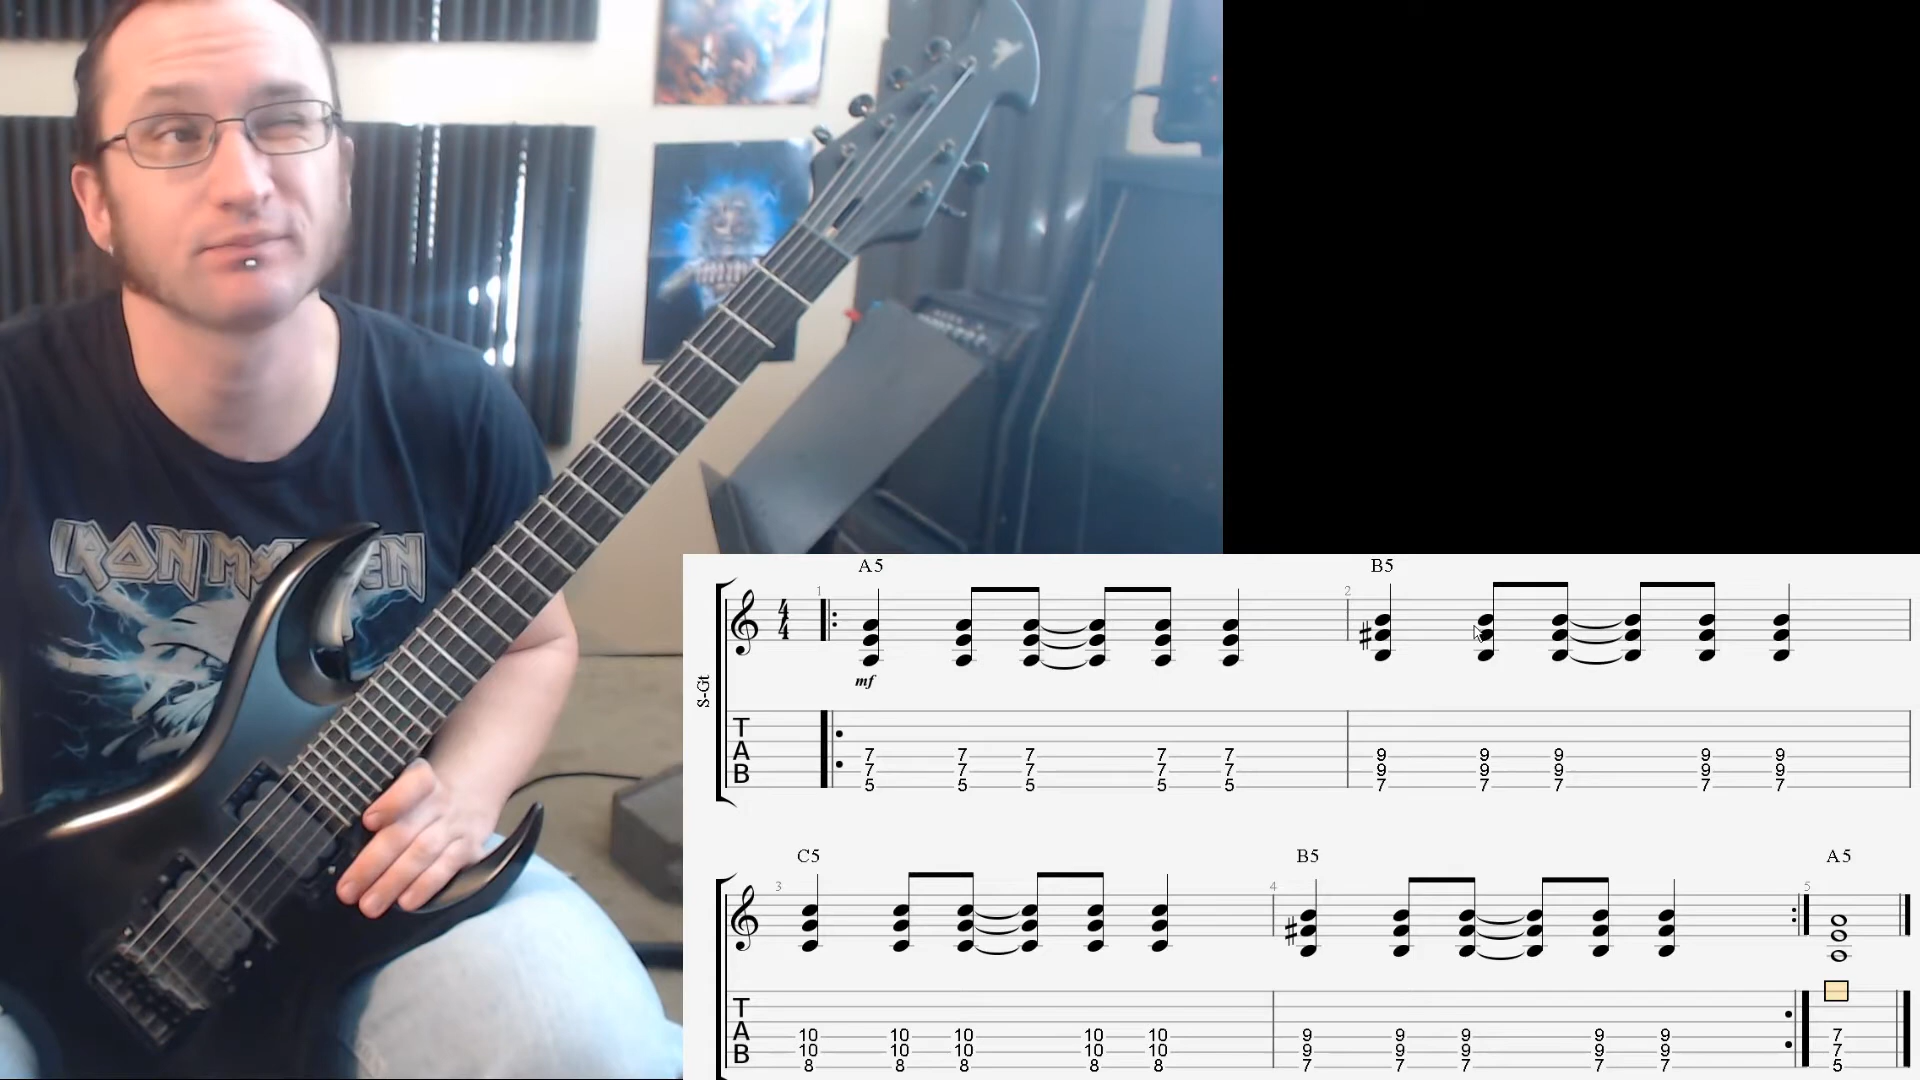 IRON MAIDEN
A5 B5
1 2
4
4
mf
S-Gt
T
A
B
7 7 7 7 7 9 9 9 9 9
7 7 7 7 7 9 9 9 9 9
5 5 5 5 5 7 7 7 7 7
C5 B5 A5
3 4 5
T
A
B
10 10 10 10 10 9 9 9 9 9 7
10 10 10 10 10 9 9 9 9 9 7
8 8 8 8 8 7 7 7 7 7 5